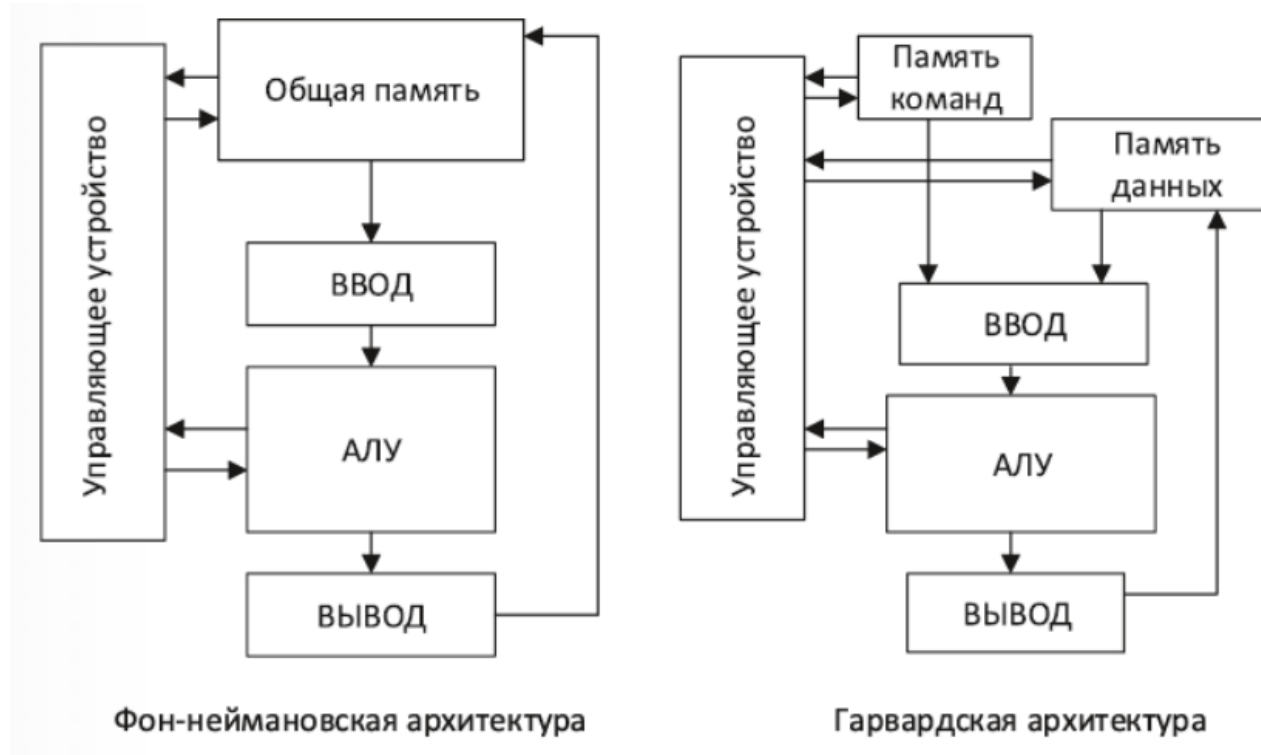 Управляющее устройство
Общая память
ВВОД
АЛУ
ВЫВОД
Фон-неймановская архитектура
Управляющее устройство
Память
команд
Память
данных
ВВОД
АЛУ
ВЫВОД
Гарвардская архитектура